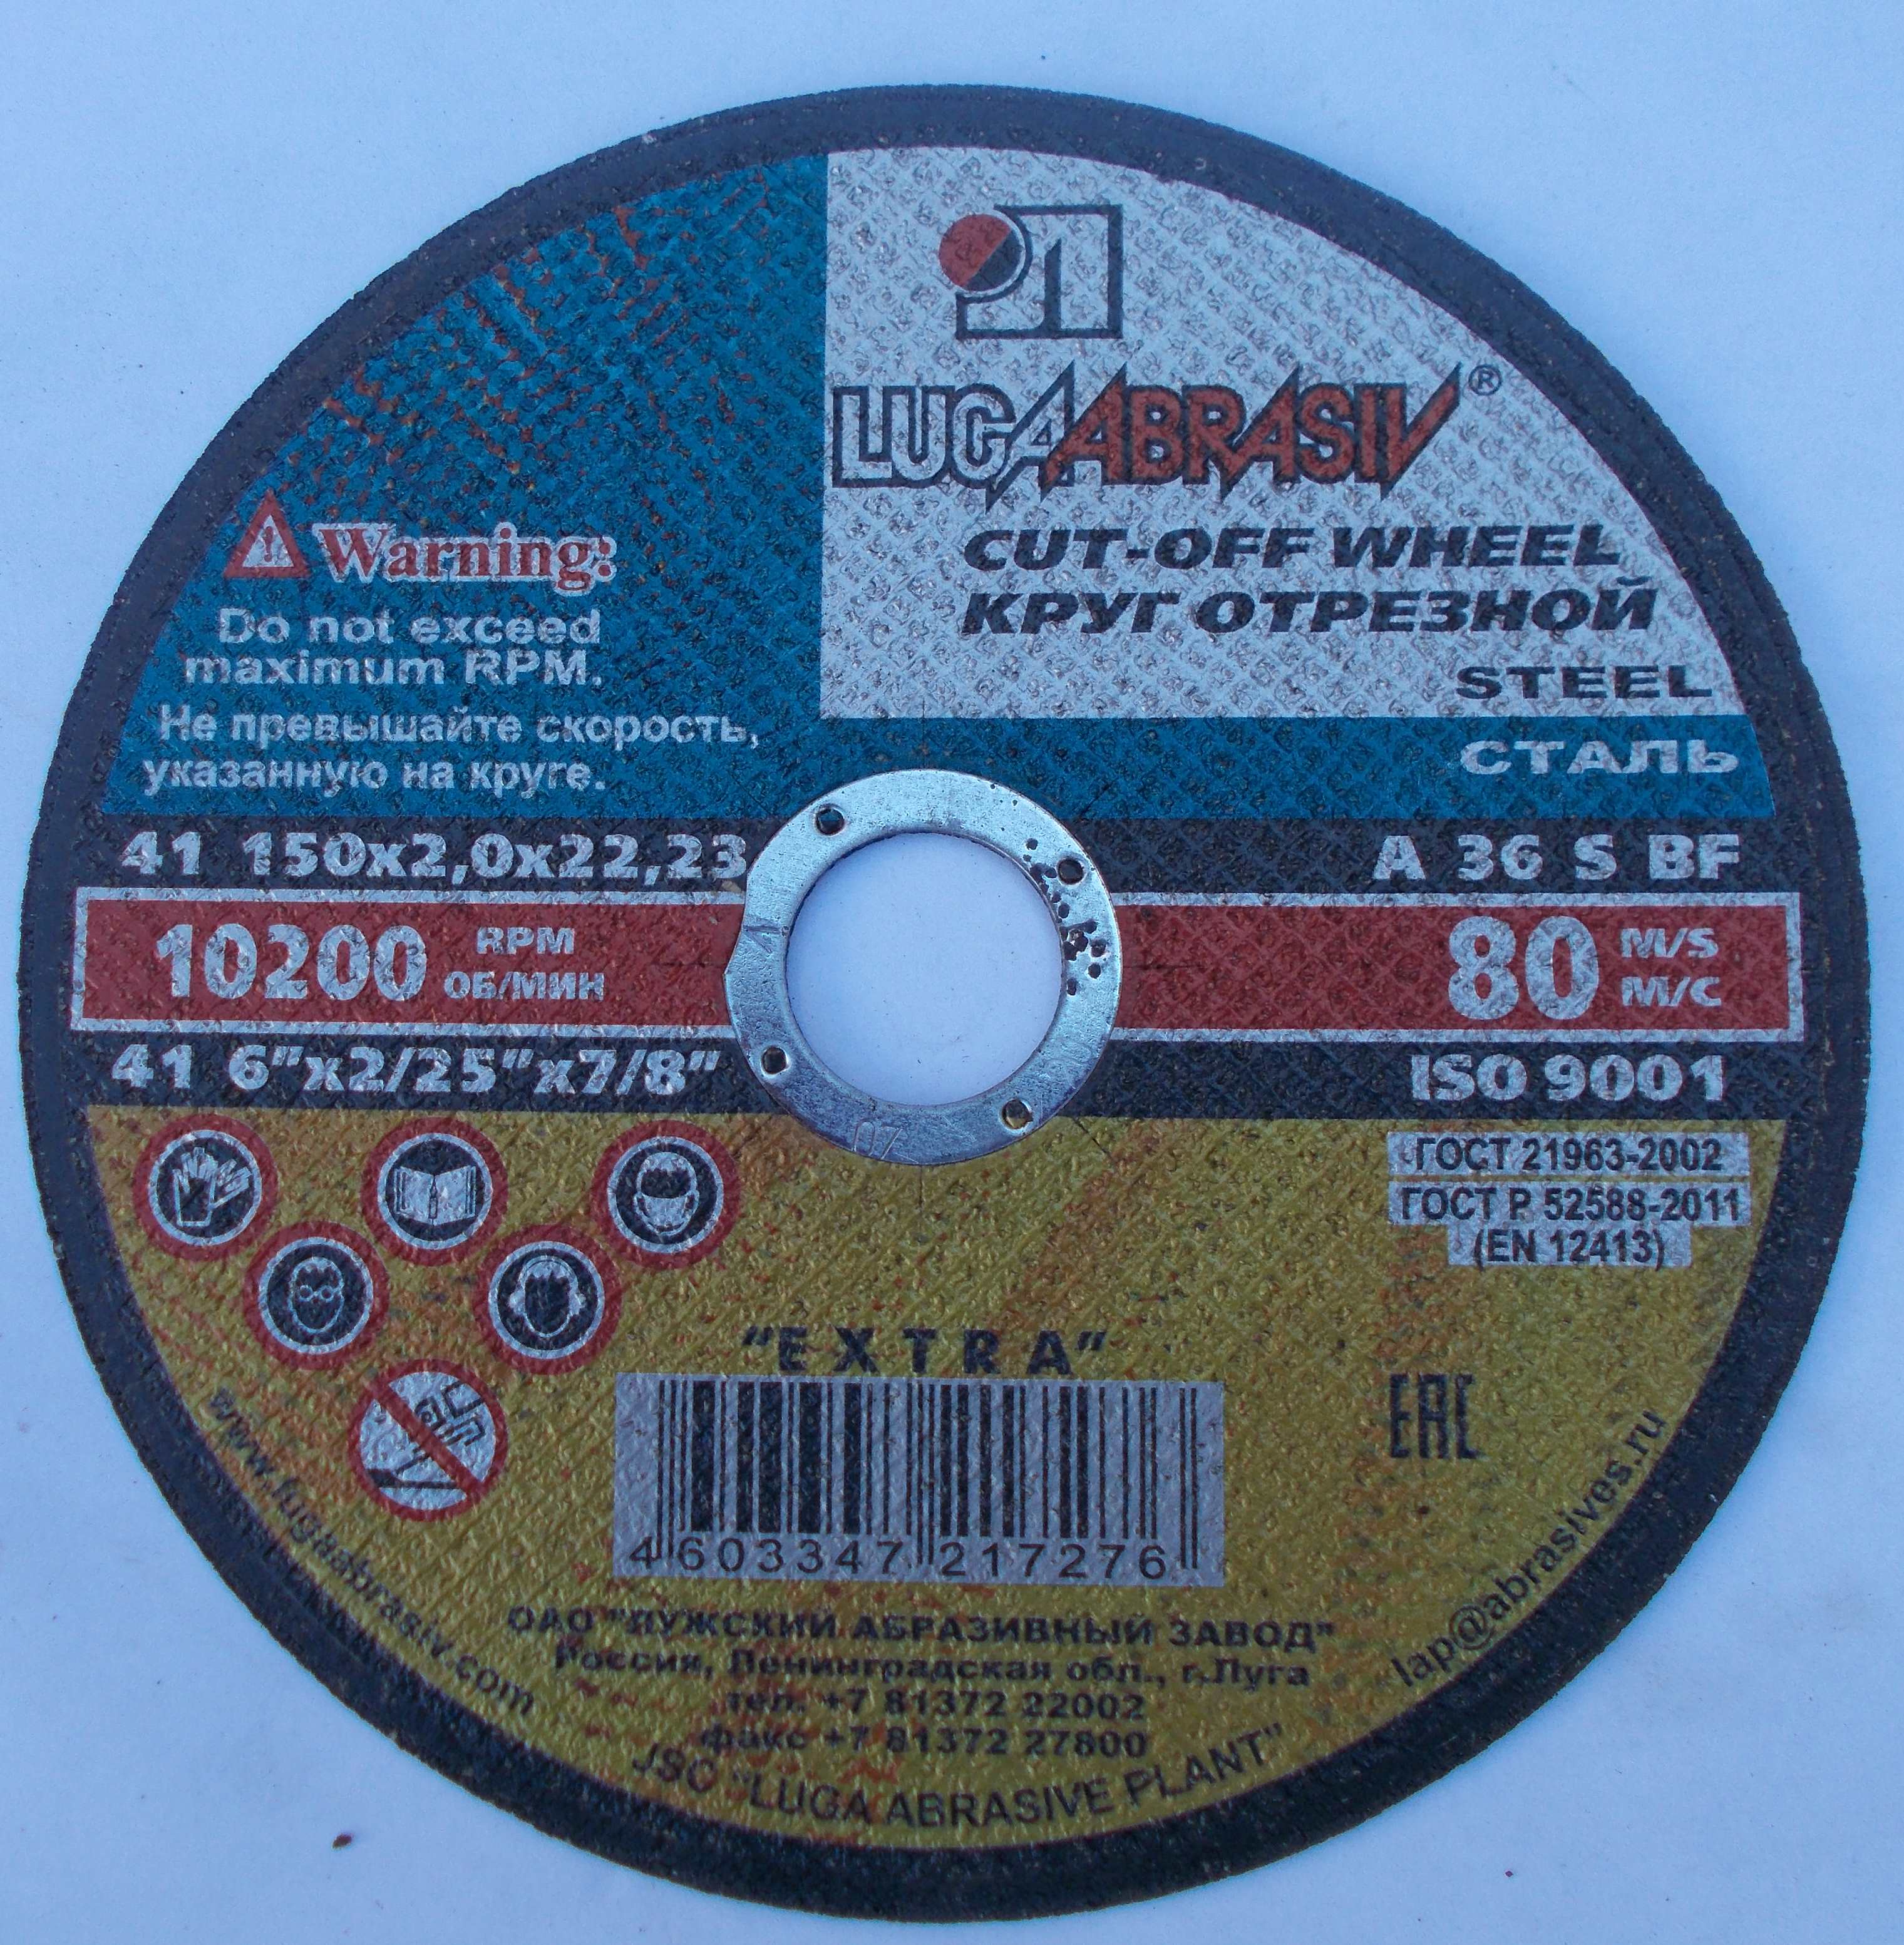 LUGAABRASIV®
CUT-OFF WHEEL
КРУГ ОТРЕЗНОЙ
STEEL
СТАЛЬ
Warning:
Do not exceed
maximum RPM.
Не превышайте скорость,
указанную на круге.
41 150x2,0x22,23
A 36 S BF
10200 RPM
ОБ/МИН
80 M/S
М/С
41 6"x2/25"x7/8"
ISO 9001
07
ГОСТ 21963-2002
ГОСТ Р 52588-2011
(EN 12413)
"EXTRA"
EAC
4 603347 217276
www.lugaabrasiv.com
lap@abrasives.ru
ОАО "ЛУЖСКИЙ АБРАЗИВНЫЙ ЗАВОД"
Россия, Ленинградская обл., г.Луга
тел. +7 81372 22002
факс +7 81372 27800
JSC "LUGA ABRASIVE PLANT"